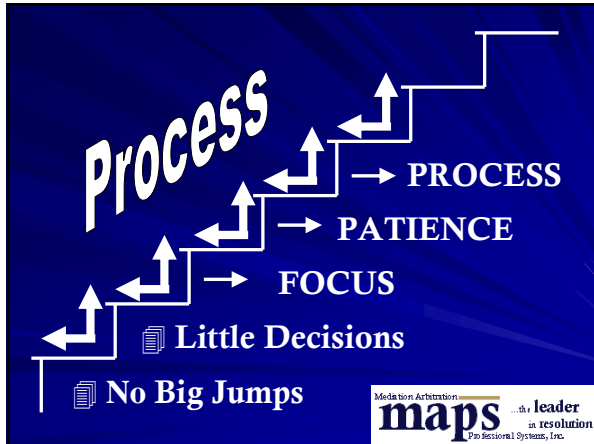 Process
PROCESS
PATIENCE
FOCUS
Little Decisions
No Big Jumps
Mediation Arbitration
maps
...the leader
in resolution
Professional Systems, Inc.